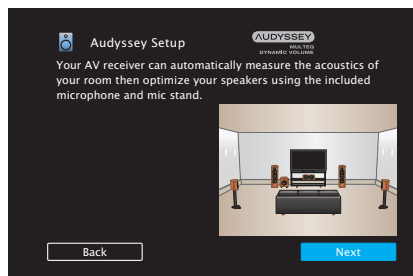 Audyssey Setup
AUDYSSEY
MULTEQ
DYNAMIC VOLUME
Your AV receiver can automatically measure the acoustics of
your room then optimize your speakers using the included
microphone and mic stand.
Back
Next